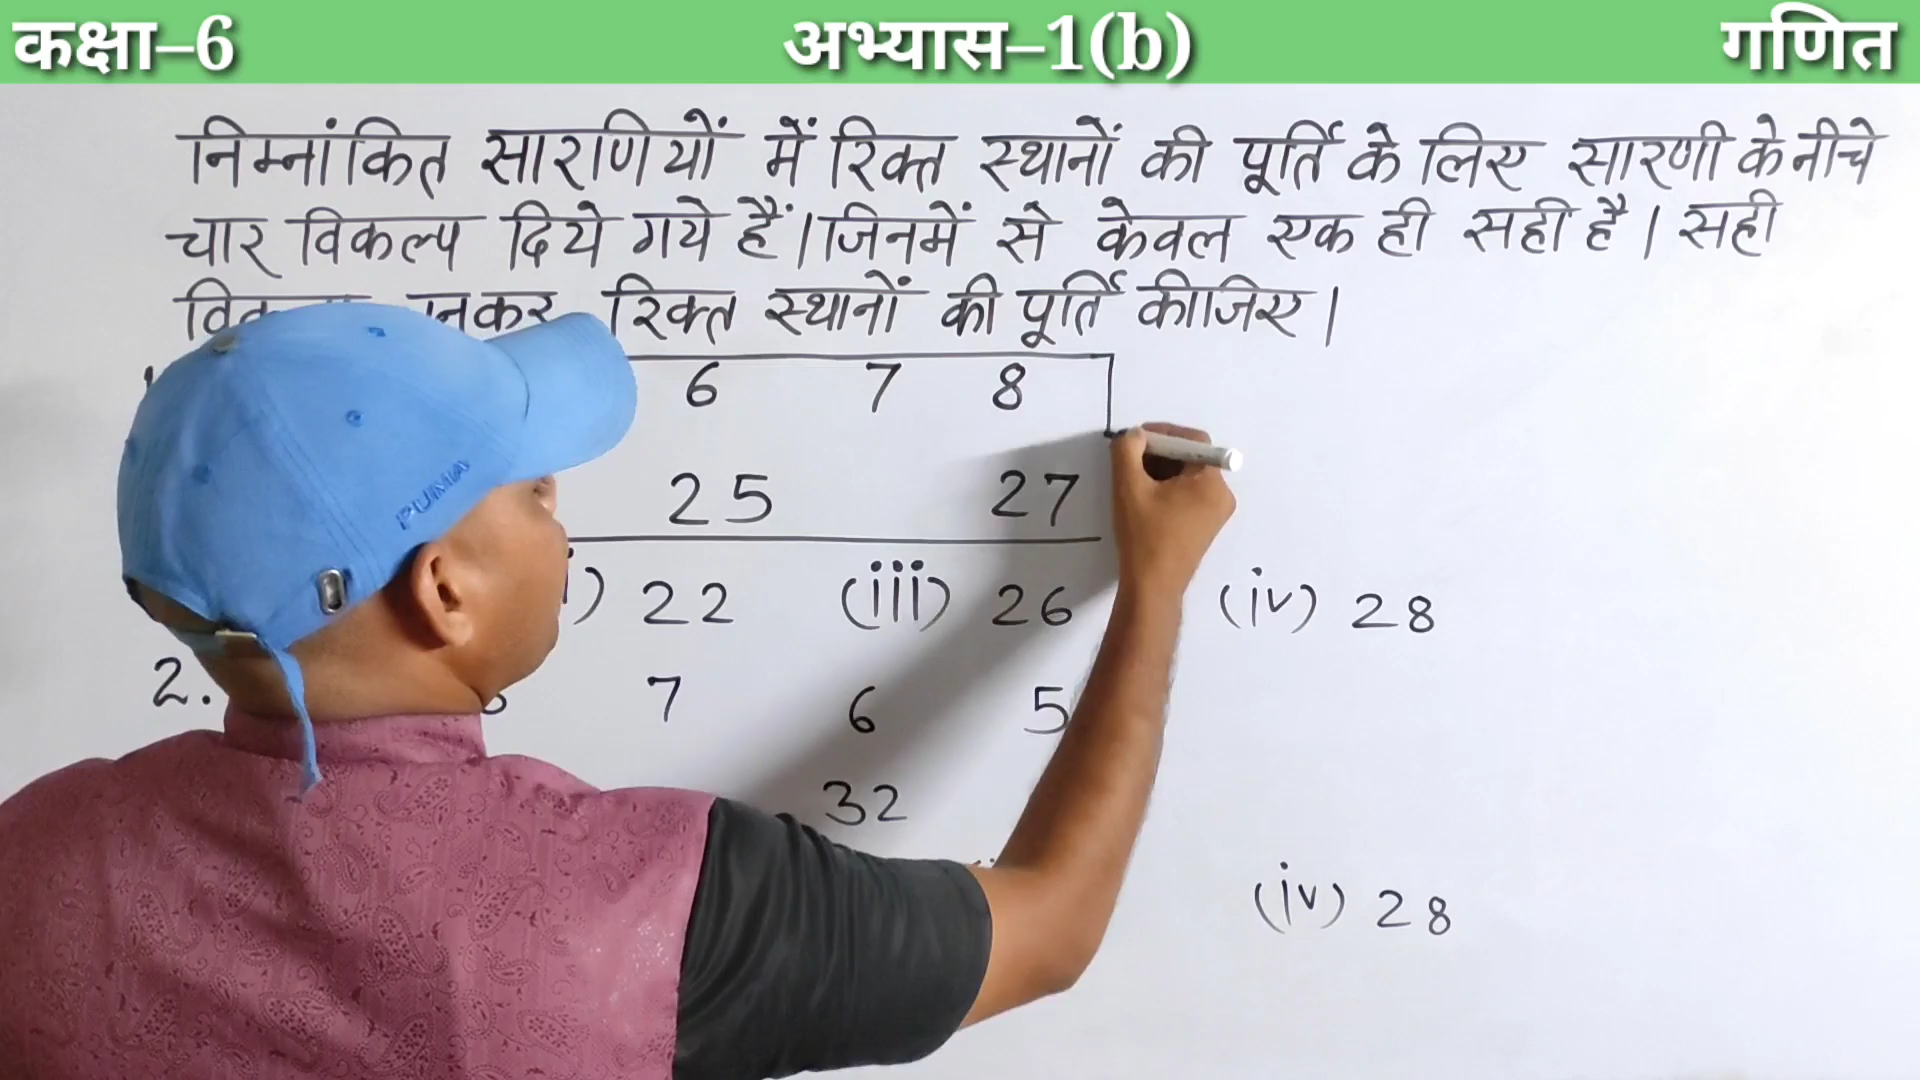 कक्षा–6 अभ्यास–1(b) गणित
निम्नांकित सारणियों में रिक्त स्थानों की पूर्ति के लिए सारणी के नीचे
चार विकल्प दिये गये हैं। जिनमें से केवल एक ही सही है। सही
रिक्त स्थानों की पूर्ति कीजिए।
6 7 8
25 27
22 (iii) 26 (iv) 28
2. 7 6 5
32
(iv) 28
PUMA